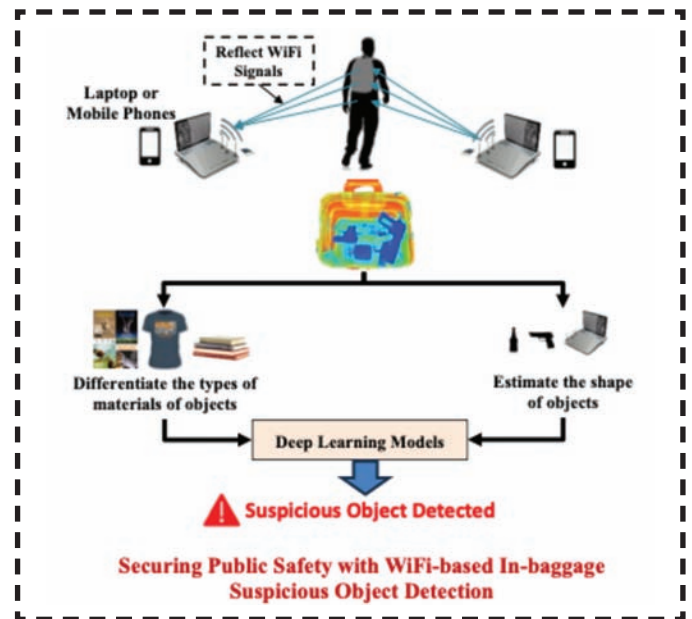 Reflect WiFi
Signals
Laptop or
Mobile Phones
Differentiate the types of
materials of objects
Estimate the shape
of objects
Deep Learning Models
Suspicious Object Detected
Securing Public Safety with WiFi-based In-baggage
Suspicious Object Detection